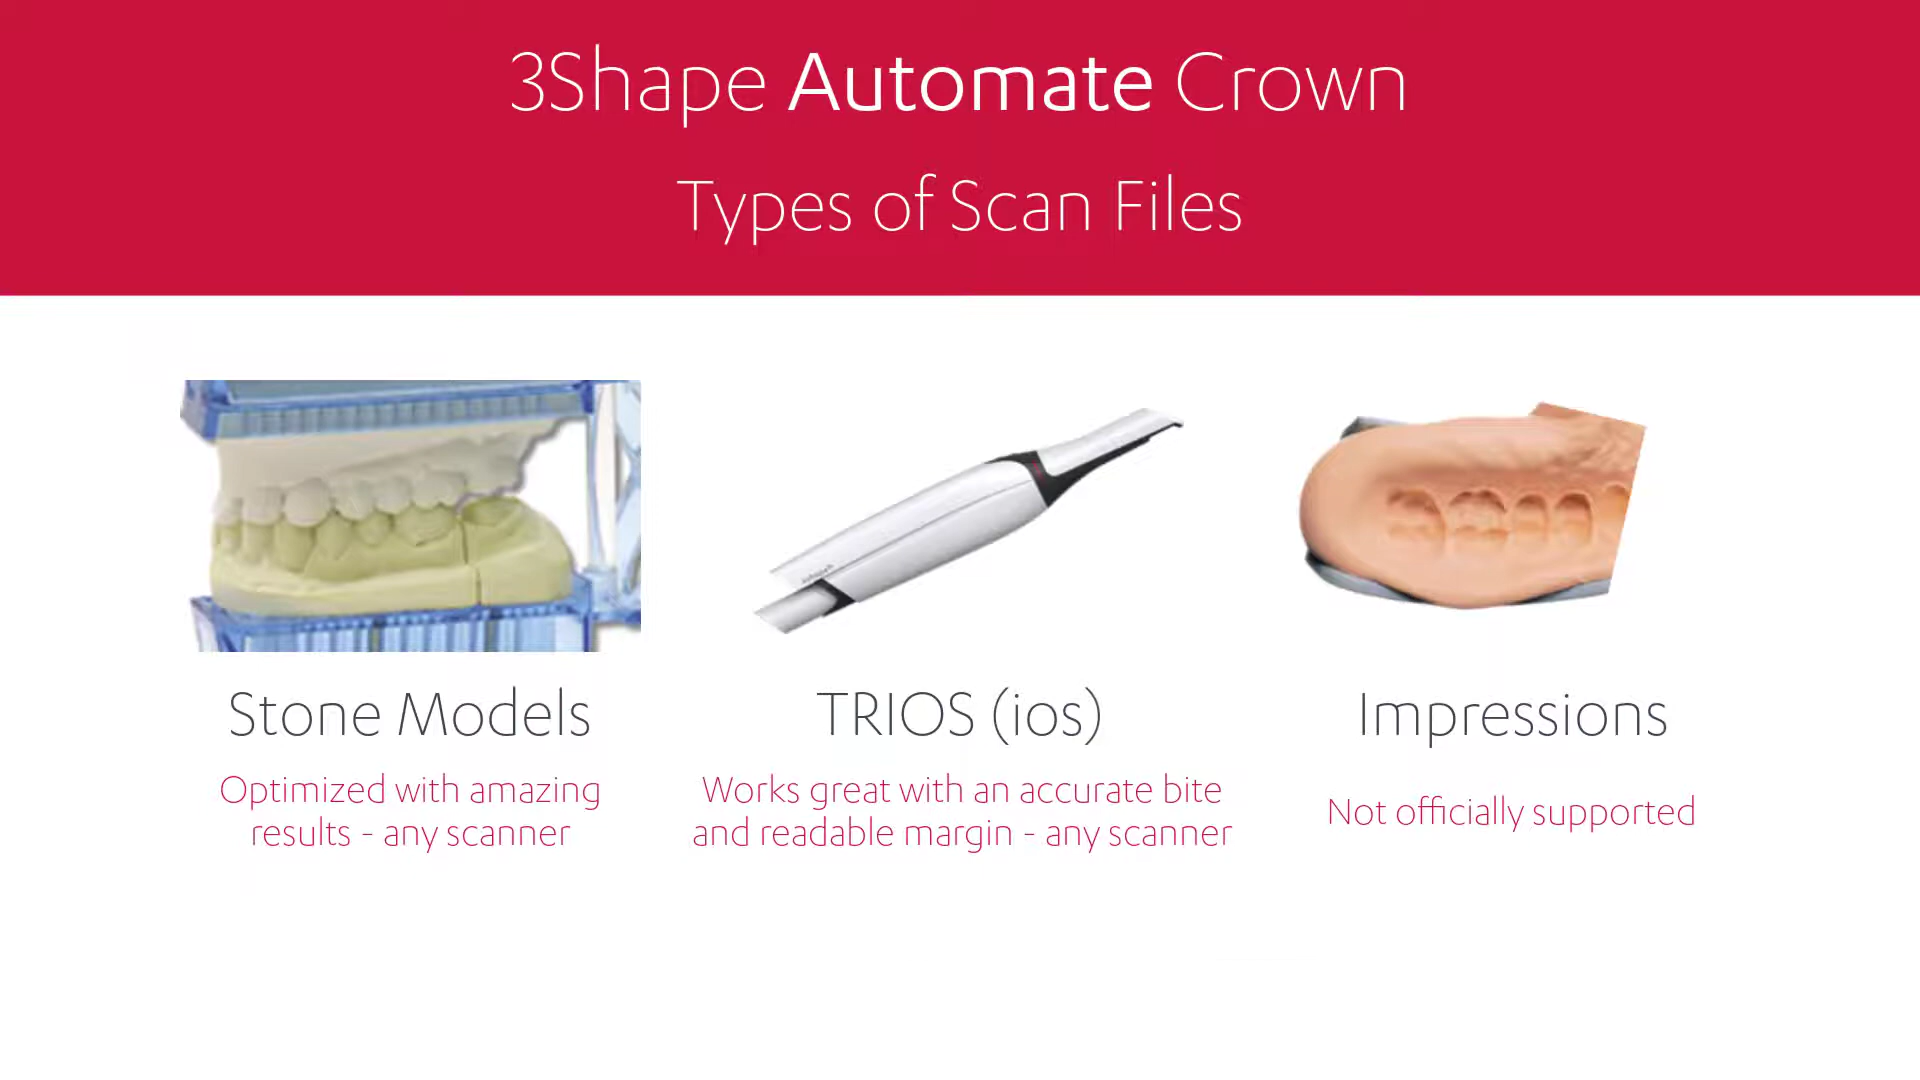 3Shape Automate Crown
Types of Scan Files
Stone Models
Optimized with amazing
results - any scanner
TRIOS (ios)
Works great with an accurate bite
and readable margin - any scanner
Impressions
Not officially supported